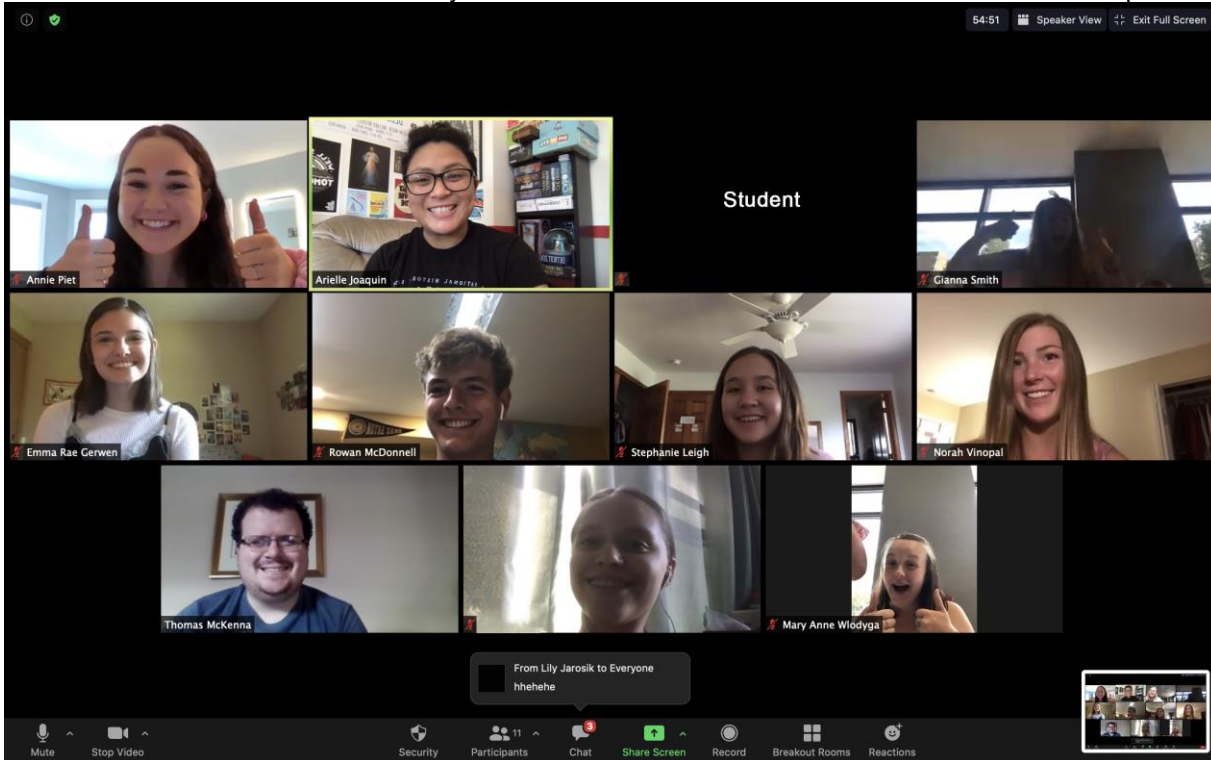 54:51 Speaker View Exit Full Screen
Student
Annie Piet
Arielle Joaquin
Gianna Smith
Emma Rae Gerwen
NOTRE DAME
Rowan McDonnell
Stephanie Leigh
Norah Vinopal
Thomas McKenna
Mary Anne Wlodyga
From Lily Jarosik to Everyone
hhehehe
11
3
Mute
Stop Video
Security
Participants
Chat
Share Screen
Record
Breakout Rooms
Reactions